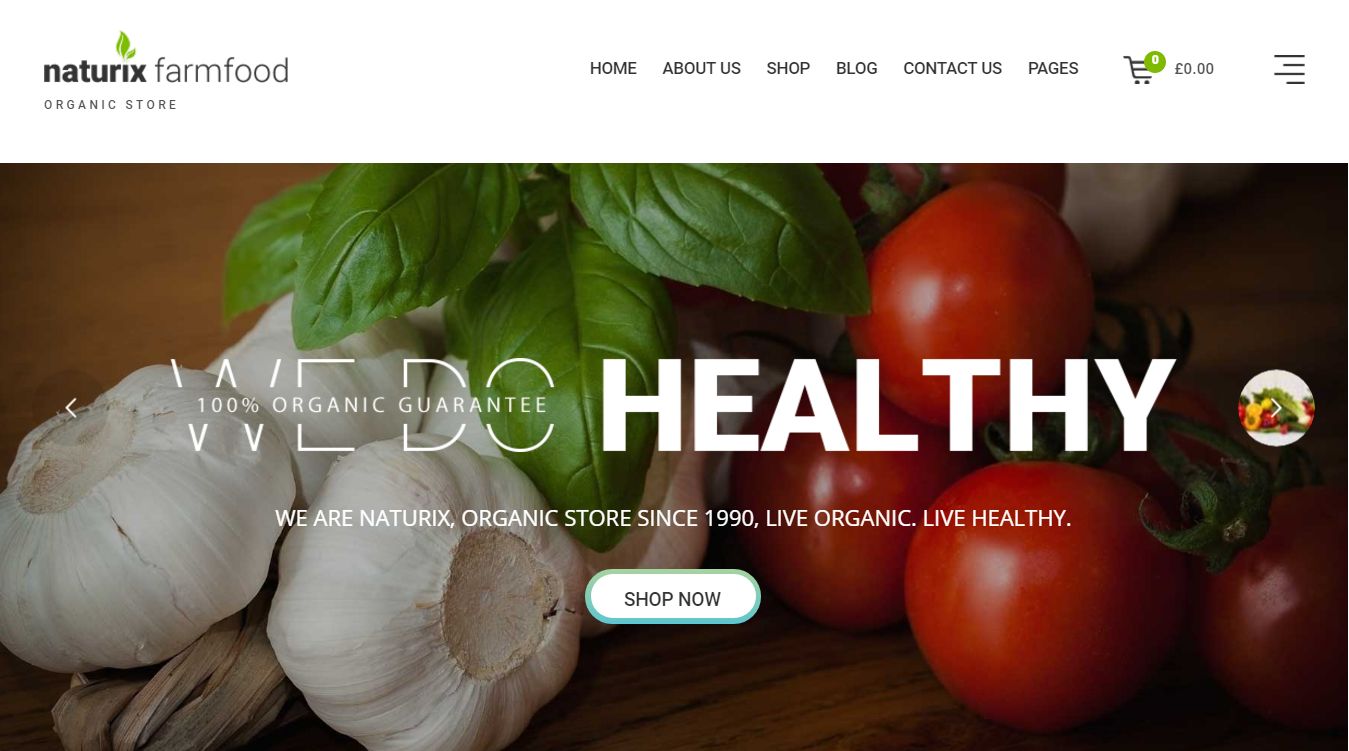 naturix farmfood
ORGANIC STORE
HOME ABOUT US SHOP BLOG CONTACT US PAGES 0 £0.00
WE DO HEALTHY
100% ORGANIC GUARANTEE
WE ARE NATURIX, ORGANIC STORE SINCE 1990, LIVE ORGANIC. LIVE HEALTHY.
SHOP NOW